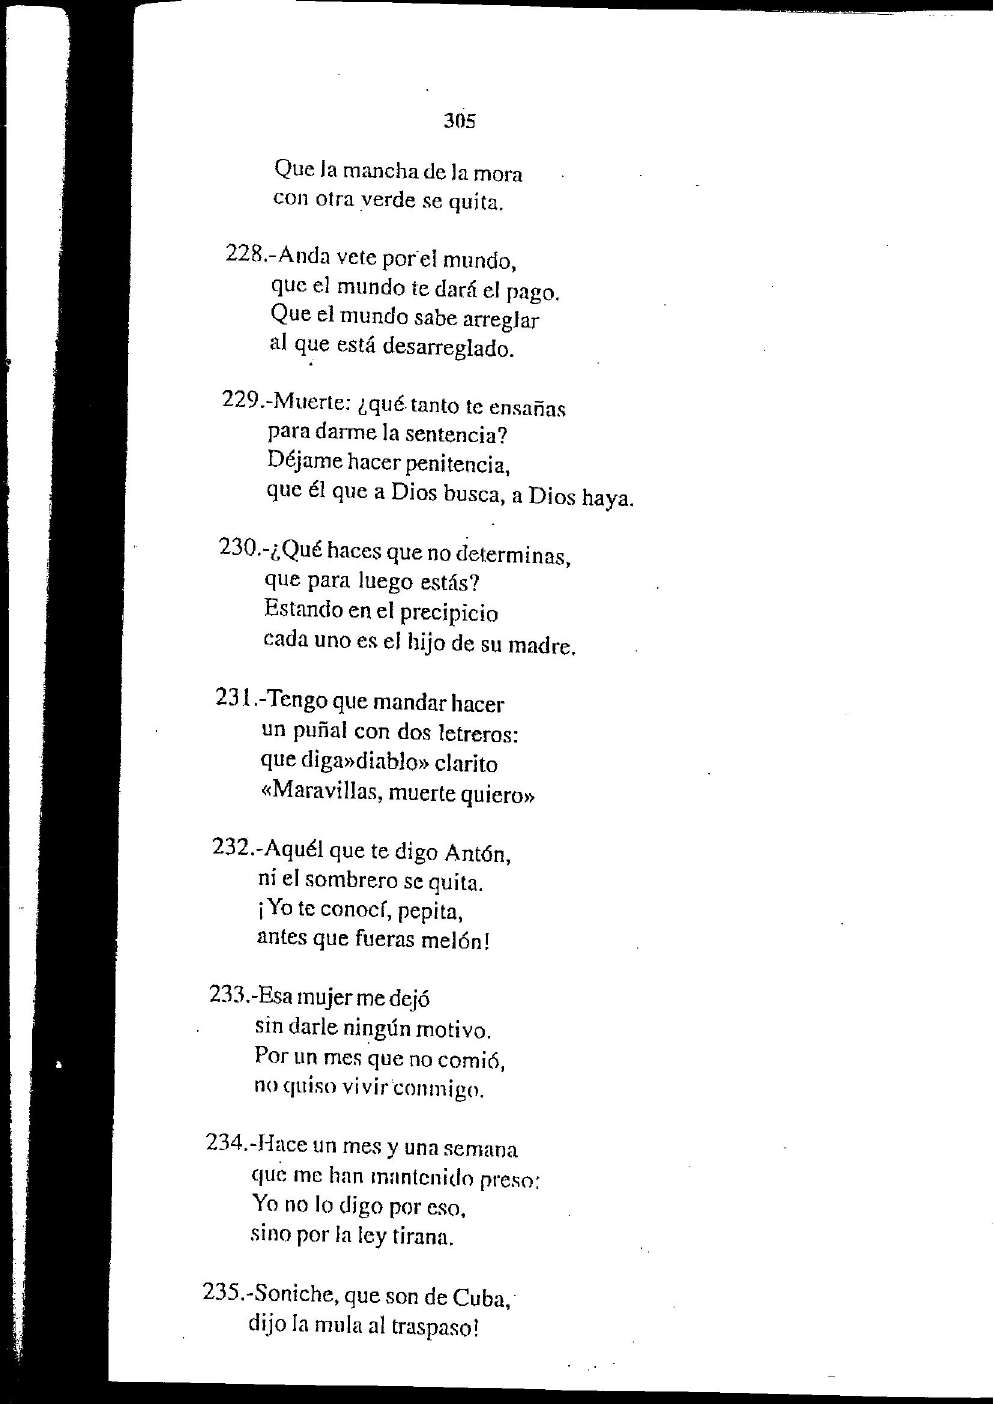 305
Que la mancha de la mora
con otra verde se quita.
228.-Anda vete por el mundo,
que el mundo te dará el pago.
Que el mundo sabe arreglar
al que está desarreglado.
229.-Muerte: ¿qué tanto te ensañas
para darme la sentencia?
Déjame hacer penitencia,
que él que a Dios busca, a Dios haya.
230.-¿Qué haces que no determinas,
que para luego estás?
Estando en el precipicio
cada uno es el hijo de su madre.
231.-Tengo que mandar hacer
un puñal con dos letreros:
que diga»diablo» clarito
«Maravillas, muerte quiero»
232.-Aquél que te digo Antón,
ni el sombrero se quita.
¡Yo te conocí, pepita,
antes que fueras melón!
233.-Esa mujer me dejó
sin darle ningún motivo.
Por un mes que no comió,
no quiso vivir conmigo.
234.-Hace un mes y una semana
que me han mantenido preso:
Yo no lo digo por eso,
sino por la ley tirana.
235.-Soniche, que son de Cuba,
dijo la mula al traspaso!